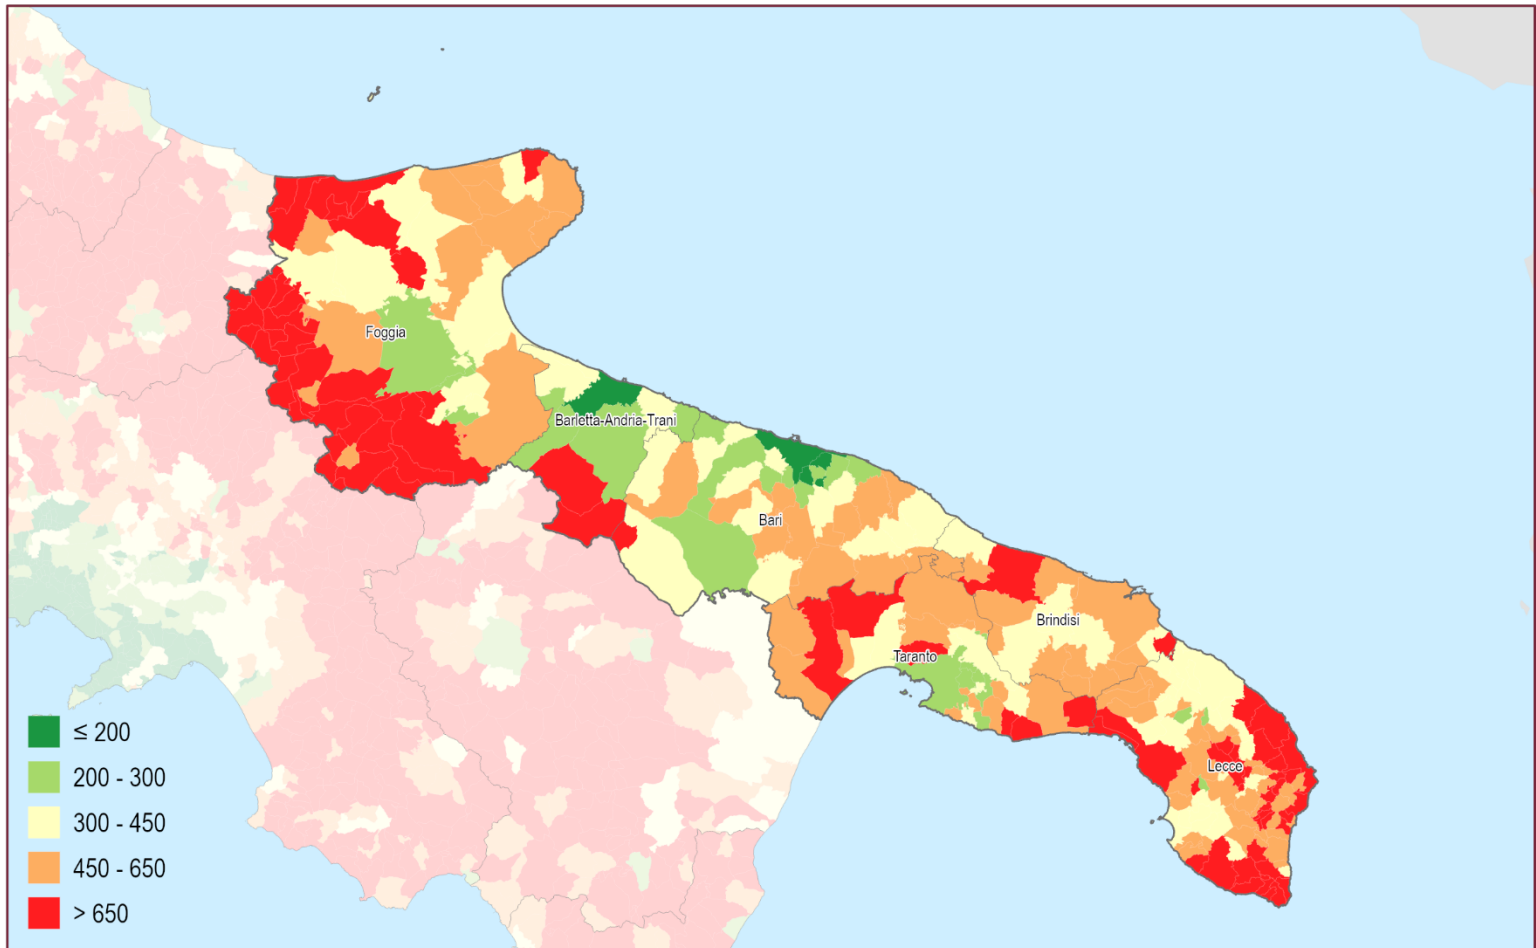 Foggia
Barletta-Andria-Trani
Bari
Brindisi
Taranto
Lecce
≤ 200
200 - 300
300 - 450
450 - 650
> 650